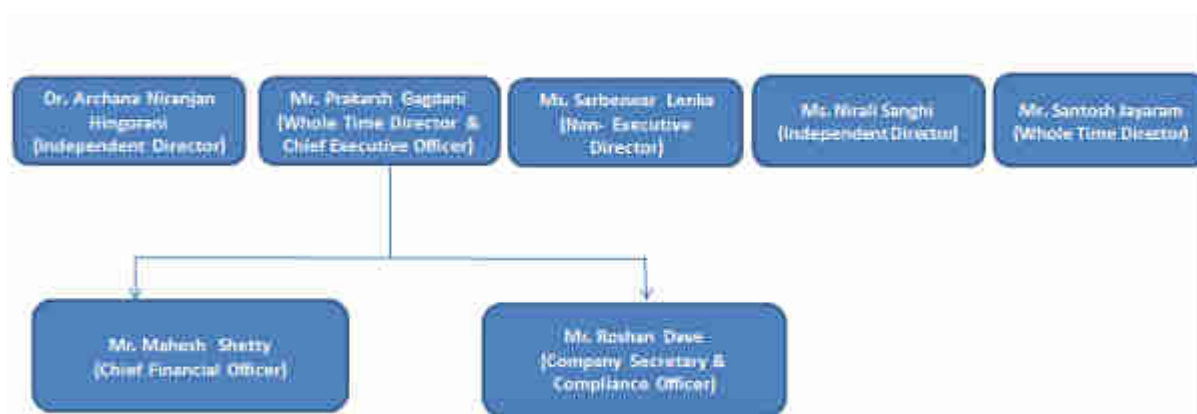 Dr. Archana Niranjan
Hingorani
(Independent Director)
Mr. Prakarsh Gagdani
(Whole Time Director &
Chief Executive Officer)
Ms. Sarbeswar Lenka
(Non- Executive
Director)
Ms. Nirali Sanghi
(Independent Director)
Mr. Santosh Jayaram
(Whole Time Director)
Mr. Mahesh Shetty
(Chief Financial Officer)
Mr. Roshan Dave
(Company Secretary &
Compliance Officer)